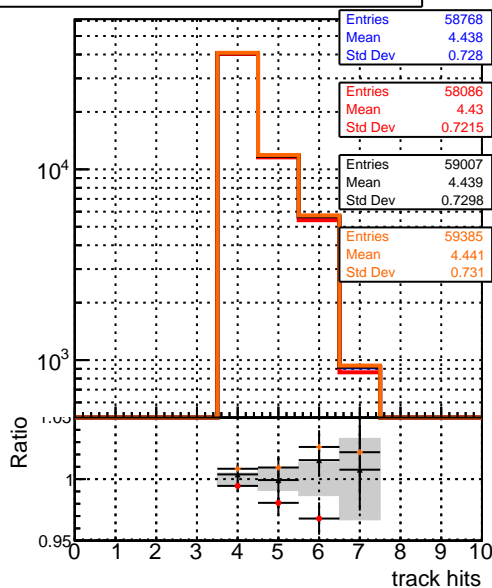 Entries 58768
Mean 4.438
Std Dev 0.728
Entries 58086
Mean 4.43
Std Dev 0.7215
Entries 59007
Mean 4.439
Std Dev 0.7298
Entries 59385
Mean 4.441
Std Dev 0.731
10⁴
10³
Ratio
1.05
1
0.95
0 1 2 3 4 5 6 7 8 9 10
track hits